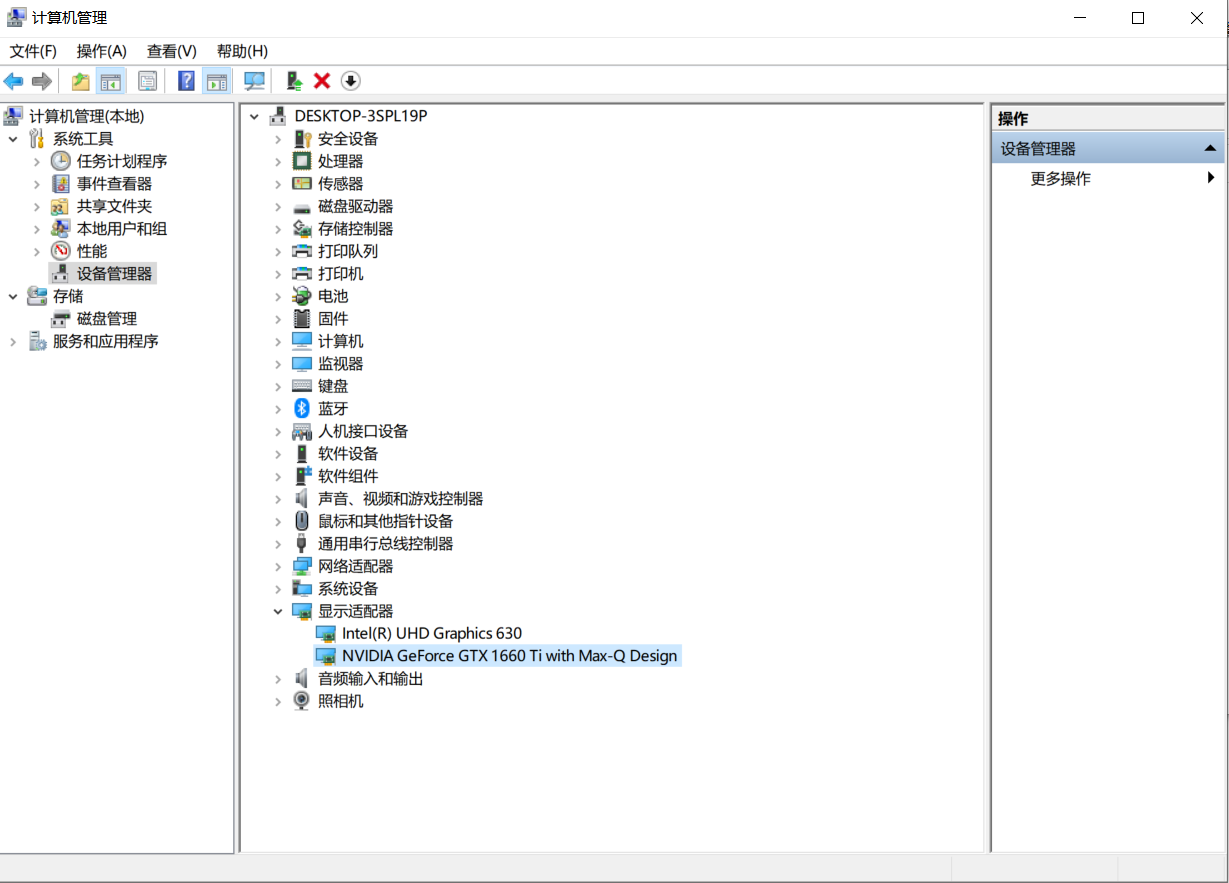 计算机管理
文件(F) 操作(A) 查看(V) 帮助(H)
计算机管理(本地)
系统工具
任务计划程序
事件查看器
共享文件夹
本地用户和组
性能
设备管理器
存储
磁盘管理
服务和应用程序
DESKTOP-3SPL19P
安全设备
处理器
传感器
磁盘驱动器
存储控制器
打印队列
打印机
电池
固件
计算机
监视器
键盘
蓝牙
人机接口设备
软件设备
软件组件
声音、视频和游戏控制器
鼠标和其他指针设备
通用串行总线控制器
网络适配器
系统设备
显示适配器
Intel(R) UHD Graphics 630
NVIDIA GeForce GTX 1660 Ti with Max-Q Design
音频输入和输出
照相机
操作
设备管理器
更多操作